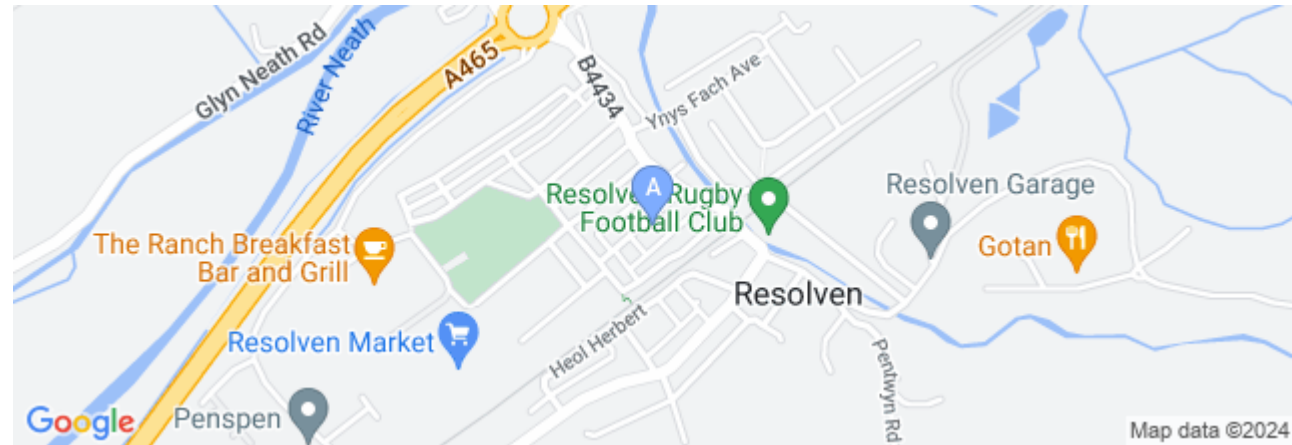 Glyn Neath Rd
River Neath
A465
B4434
Ynys Fach Ave
A
Resolven Rugby
Football Club
Resolven Garage
Gotan
The Ranch Breakfast
Bar and Grill
Resolven
Resolven Market
Heol Herbert
Pentwyn Rd
Penspen
Google
Map data ©2024